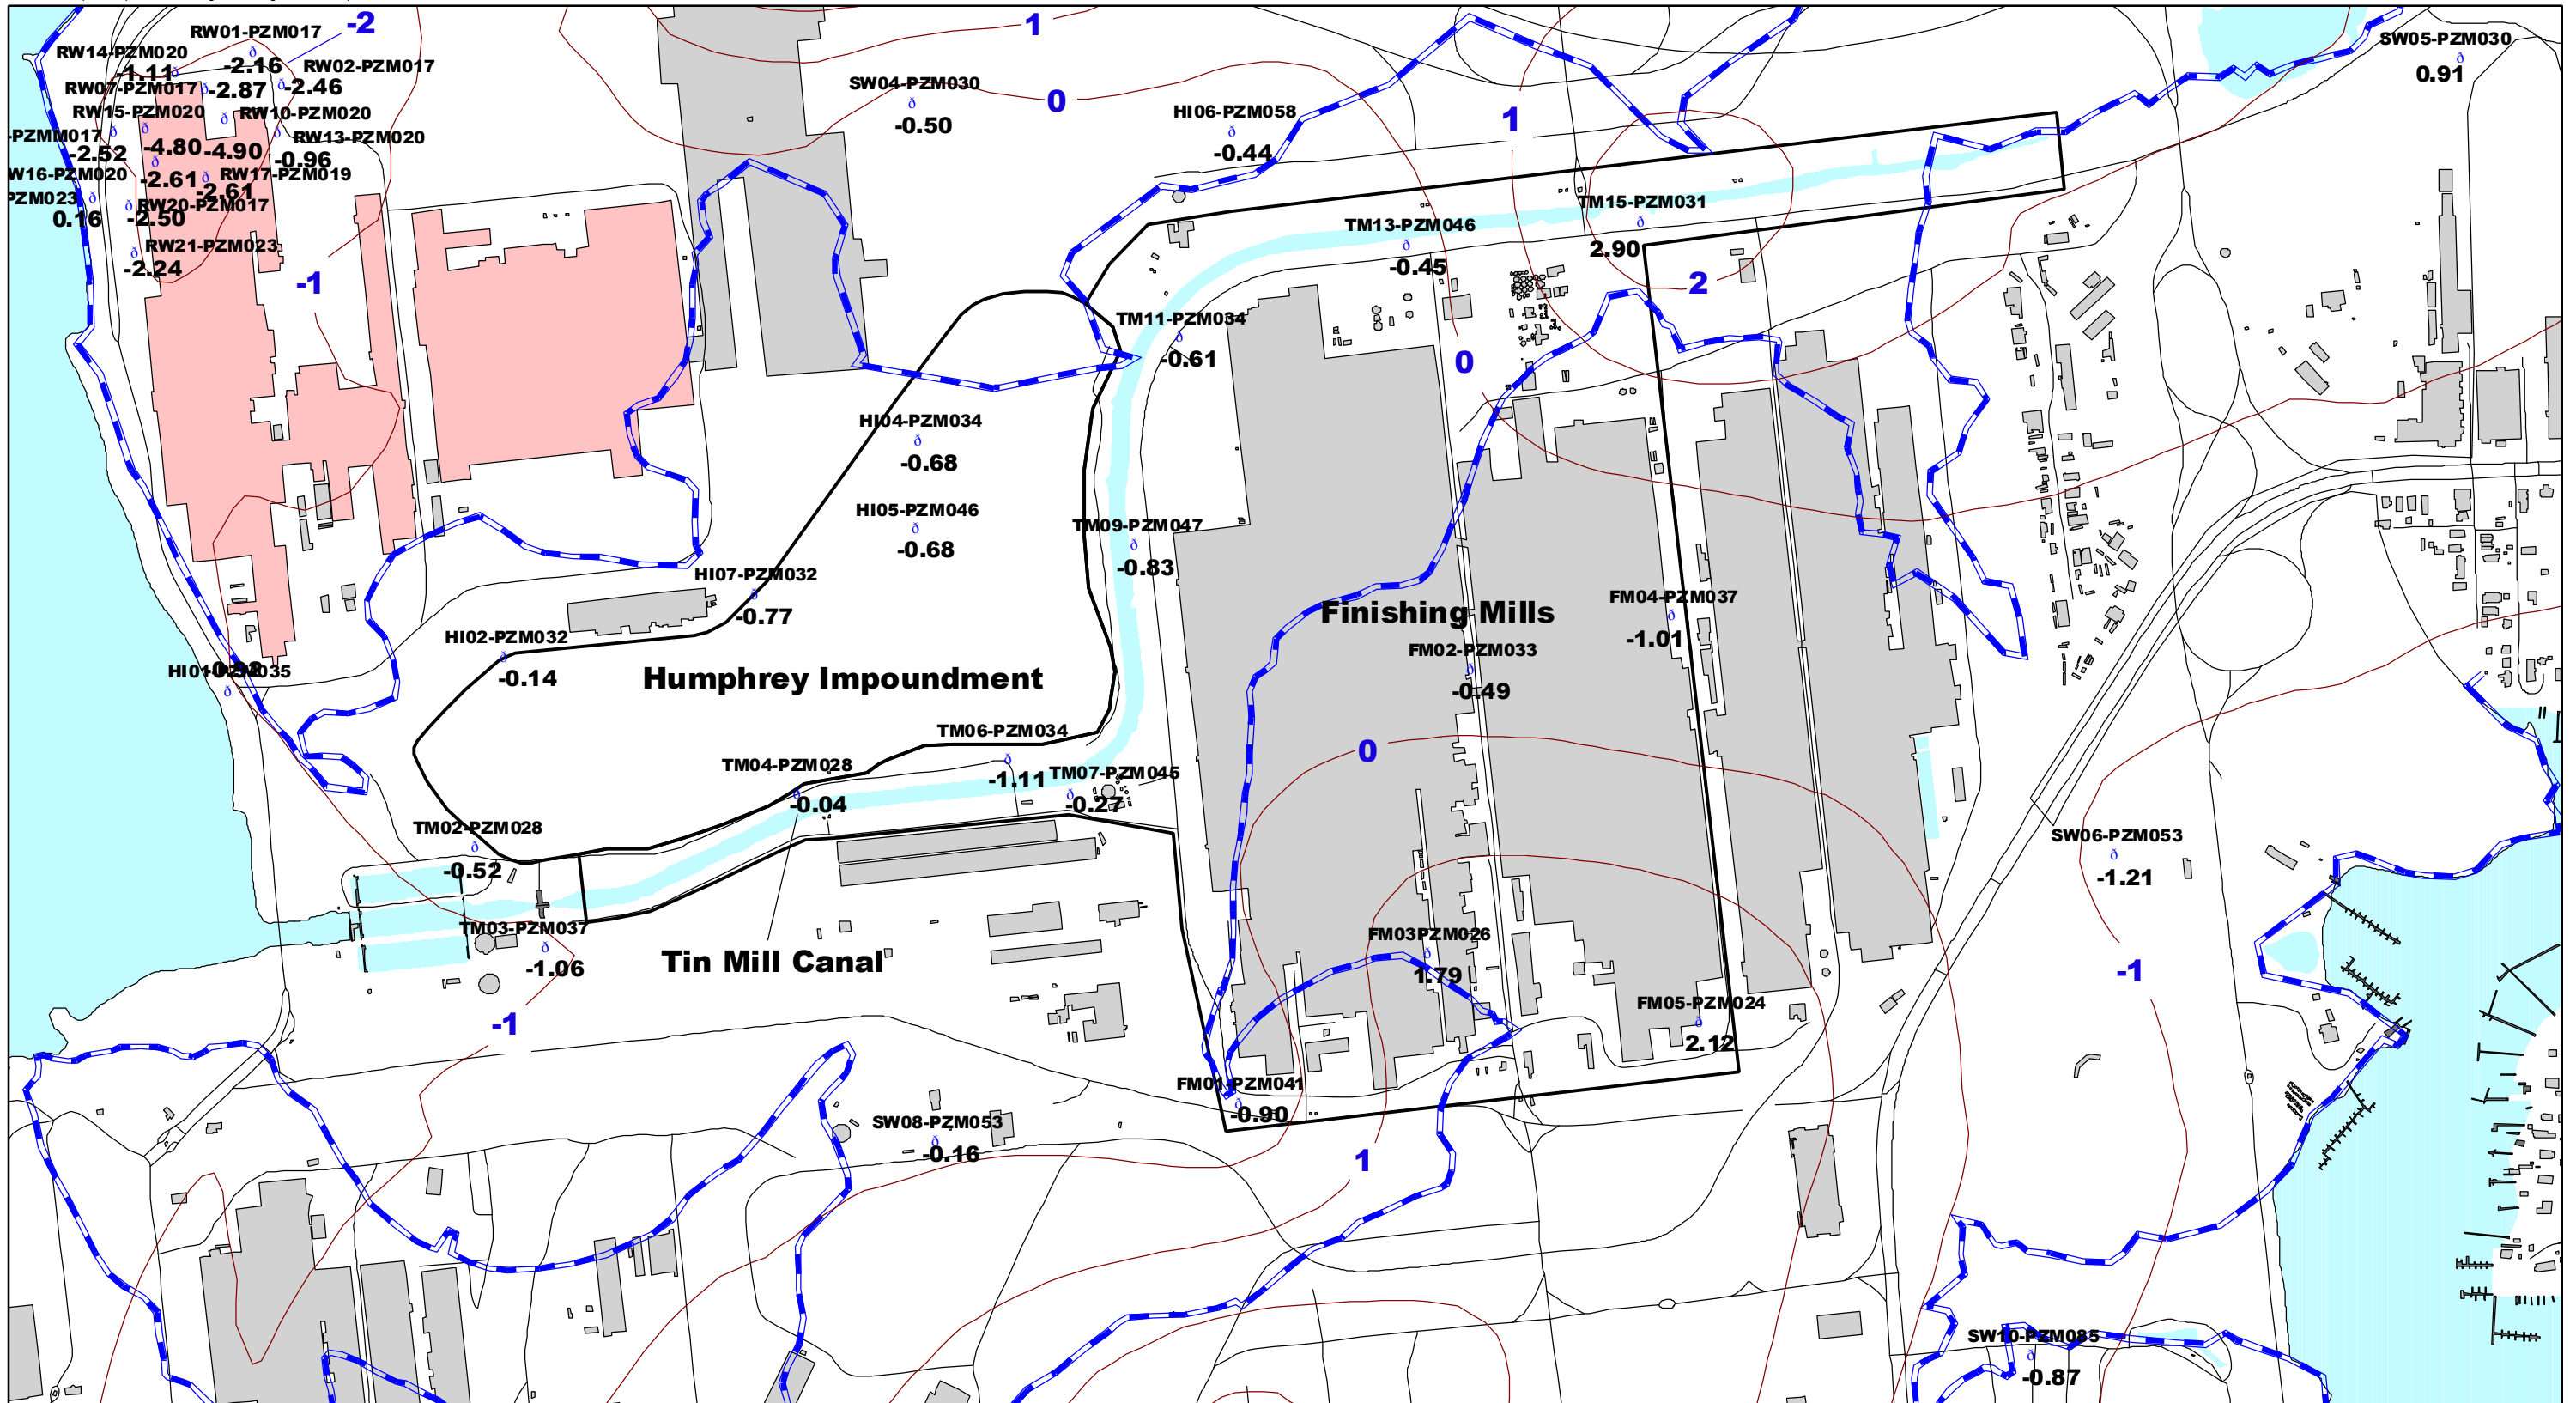 -2
1
RW01-PZM017
RW14-PZM020
-2.16
RW02-PZM017
-1.11
RW07-PZM017
-2.87
-2.46
SW04-PZM030
-0.50
0
HI06-PZM058
-0.44
1
SW05-PZM030
0.91
RW15-PZM020
RW10-PZM020
-PZMM017
-2.52
-4.80
-4.90
RW13-PZM020
-0.96
W16-PZM020
-2.61
RW17-PZM019
-2.61
PZM023
0.16
RW20-PZM017
-2.50
RW21-PZM023
-2.24
-1
TM15-PZM031
2.90
TM13-PZM046
-0.45
2
TM11-PZM034
-0.61
0
HI04-PZM034
-0.68
HI05-PZM046
-0.68
TM09-PZM047
-0.83
HI07-PZM032
-0.77
Finishing Mills
FM04-PZM037
-1.01
HI02-PZM032
-0.14
FM02-PZM033
-0.49
HI01-PZM035
Humphrey Impoundment
TM06-PZM034
-1.11
TM04-PZM028
-0.04
TM07-PZM045
-0.27
0
TM02-PZM028
-0.52
SW06-PZM053
-1.21
TM03-PZM037
-1.06
Tin Mill Canal
FM03PZM026
1.79
-1
-1
FM05-PZM024
2.12
FM01-PZM041
-0.90
SW08-PZM053
-0.16
1
SW10-PZM085
-0.87